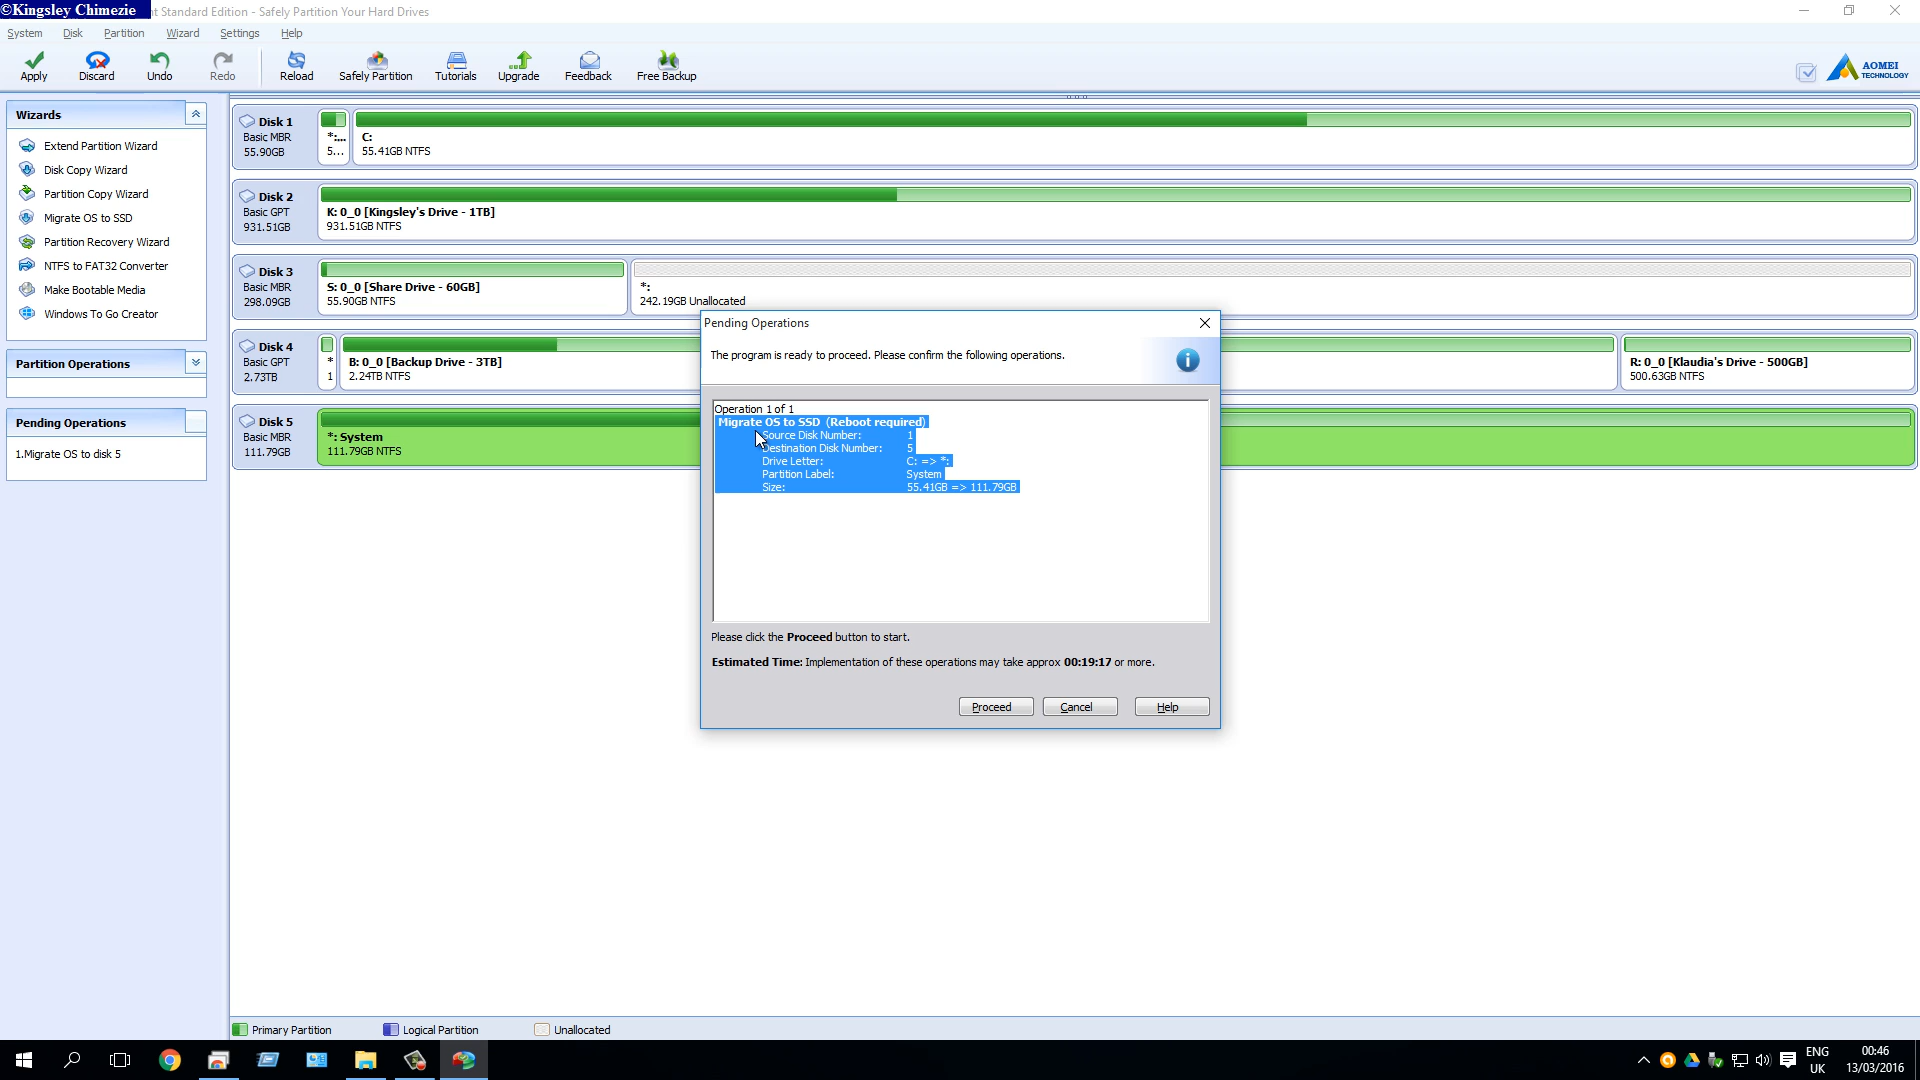 ©Kingsley Chimezie
nt Standard Edition - Safely Partition Your Hard Drives
System Disk Partition Wizard Settings Help
Apply Discard Undo Redo Reload Safely Partition Tutorials Upgrade Feedback Free Backup
AOMEI
TECHNOLOGY
Wizards
Extend Partition Wizard
Disk Copy Wizard
Partition Copy Wizard
Migrate OS to SSD
Partition Recovery Wizard
NTFS to FAT32 Converter
Make Bootable Media
Windows To Go Creator
Partition Operations
Pending Operations
1.Migrate OS to disk 5
Disk 1
Basic MBR
55.90GB
*:...
5...
C:
55.41GB NTFS
Disk 2
Basic GPT
931.51GB
K: 0_0 [Kingsley's Drive - 1TB]
931.51GB NTFS
Disk 3
Basic MBR
298.09GB
S: 0_0 [Share Drive - 60GB]
55.90GB NTFS
*:
242.19GB Unallocated
Disk 4
Basic GPT
2.73TB
*
1
B: 0_0 [Backup Drive - 3TB]
2.24TB NTFS
R: 0_0 [Klaudia's Drive - 500GB]
500.63GB NTFS
Disk 5
Basic MBR
111.79GB
*: System
111.79GB NTFS
Pending Operations
The program is ready to proceed. Please confirm the following operations.
Operation 1 of 1
Migrate OS to SSD (Reboot required)
Source Disk Number: 1
Destination Disk Number: 5
Drive Letter: C: => *:
Partition Label: System
Size: 55.41GB => 111.79GB
Please click the Proceed button to start.
Estimated Time: Implementation of these operations may take approx 00:19:17 or more.
Proceed Cancel Help
Primary Partition Logical Partition Unallocated
ENG
UK
00:46
13/03/2016